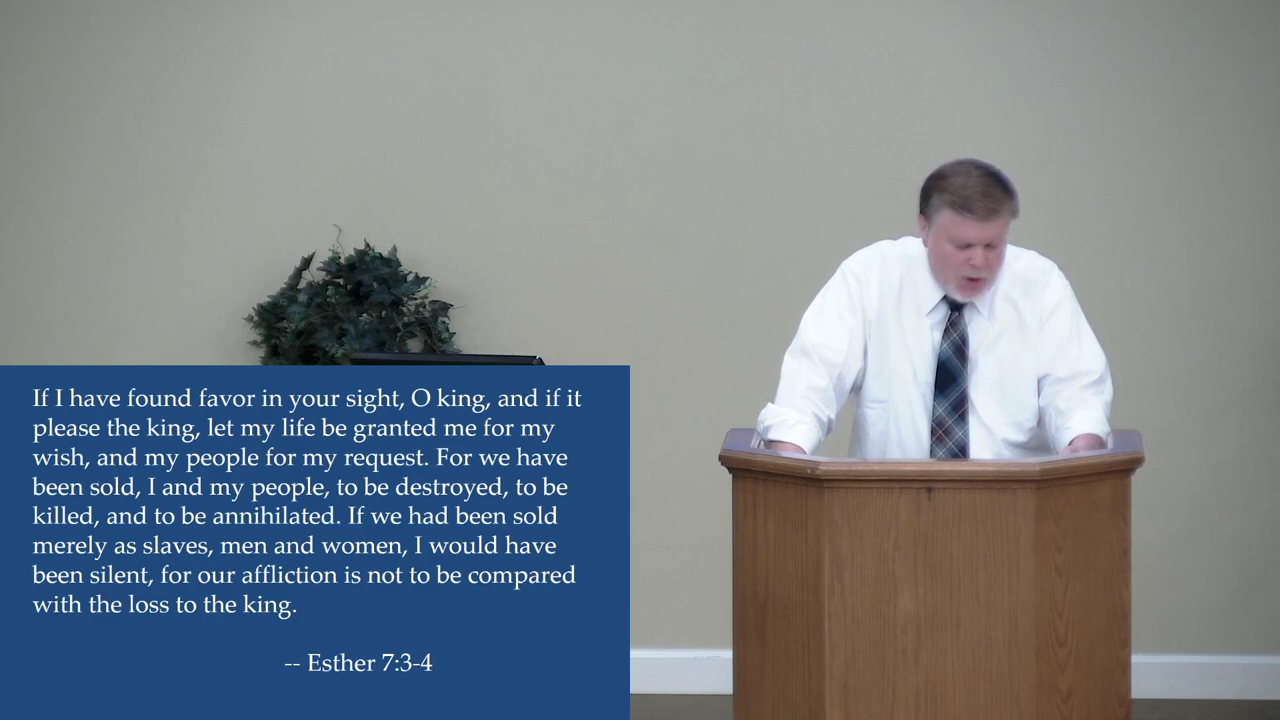 If I have found favor in your sight, O king, and if it
please the king, let my life be granted me for my
wish, and my people for my request. For we have
been sold, I and my people, to be destroyed, to be
killed, and to be annihilated. If we had been sold
merely as slaves, men and women, I would have
been silent, for our affliction is not to be compared
with the loss to the king.
-- Esther 7:3-4